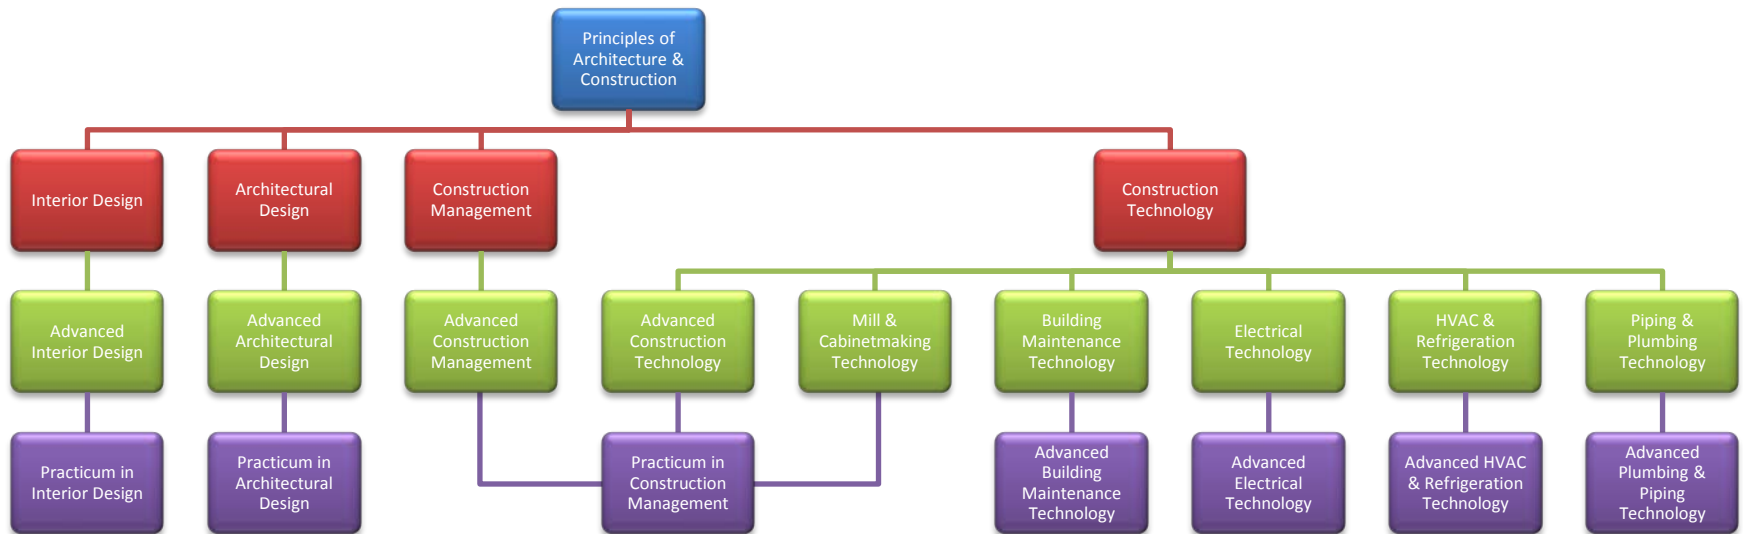 Principles of
Architecture &
Construction
Interior Design
Architectural
Design
Construction
Management
Construction
Technology
Advanced
Interior Design
Advanced
Architectural
Design
Advanced
Construction
Management
Advanced
Construction
Technology
Mill &
Cabinetmaking
Technology
Building
Maintenance
Technology
Electrical
Technology
HVAC &
Refrigeration
Technology
Piping &
Plumbing
Technology
Practicum in
Interior Design
Practicum in
Architectural
Design
Practicum in
Construction
Management
Advanced
Building
Maintenance
Technology
Advanced
Electrical
Technology
Advanced HVAC
& Refrigeration
Technology
Advanced
Plumbing &
Piping
Technology